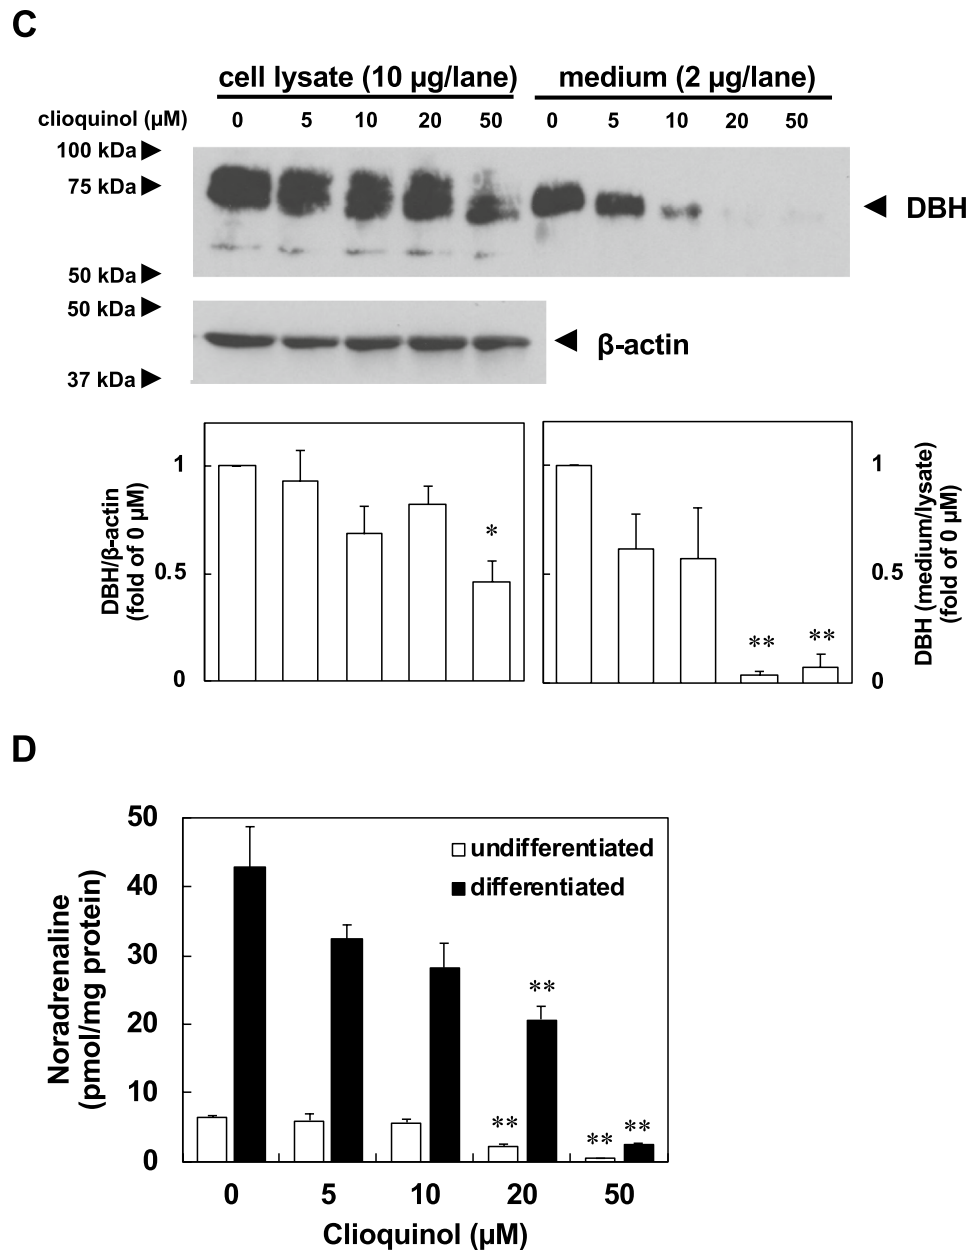 C
cell lysate (10 µg/lane) medium (2 µg/lane)
clioquinol (µM) 0 5 10 20 50 0 5 10 20 50
100 kDa
75 kDa
DBH
50 kDa
50 kDa
β-actin
37 kDa
DBH/β-actin
(fold of 0 µM)
1
0.5
0
*
** **
1
0.5
0
DBH (medium/lysate)
(fold of 0 µM)
D
Noradrenaline
(pmol/mg protein)
50
40
30
20
10
0
undifferentiated
differentiated
**
** ** **
0 5 10 20 50
Clioquinol (µM)